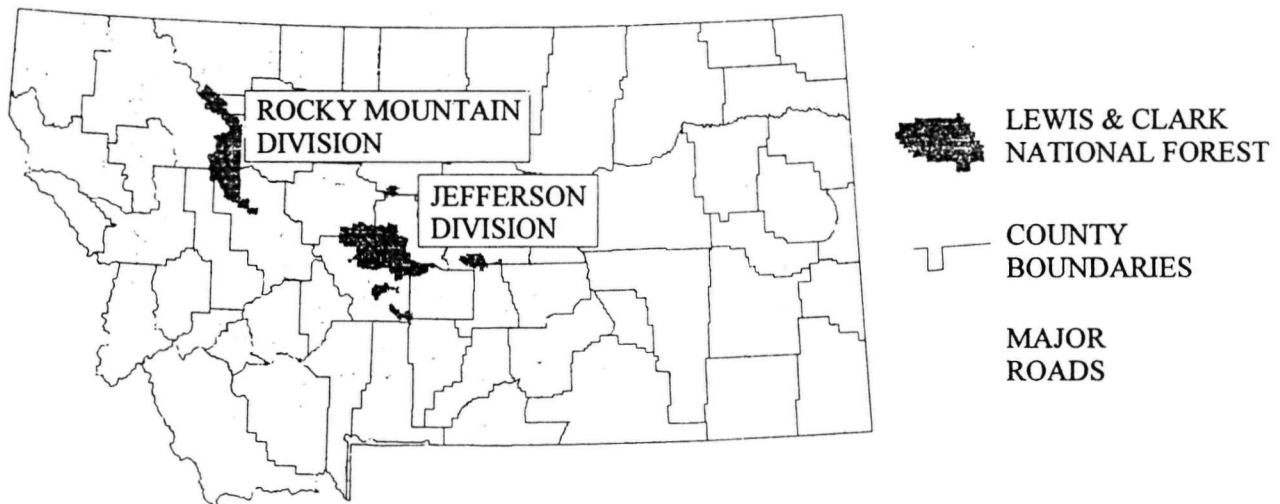 ROCKY MOUNTAIN
DIVISION
JEFFERSON
DIVISION
LEWIS & CLARK
NATIONAL FOREST
COUNTY
BOUNDARIES
MAJOR
ROADS